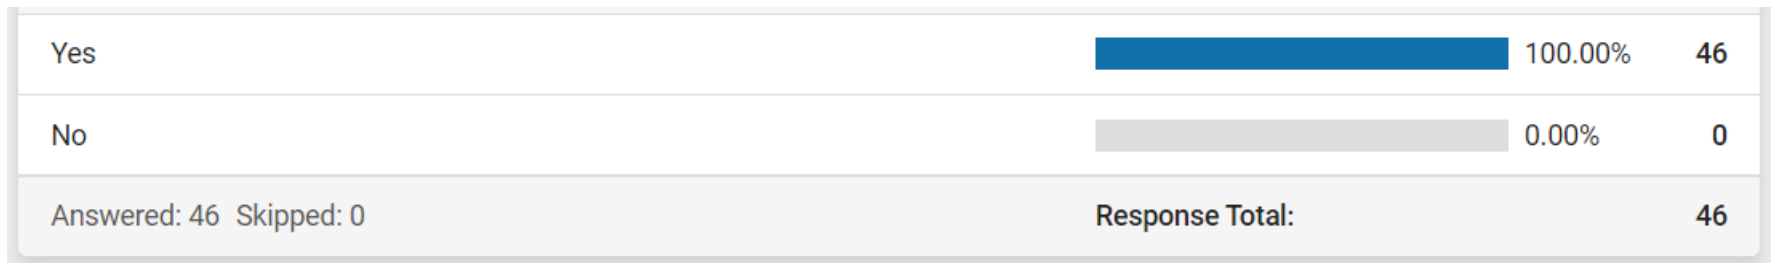 Yes 100.00% 46
No 0.00% 0
Answered: 46 Skipped: 0 Response Total: 46